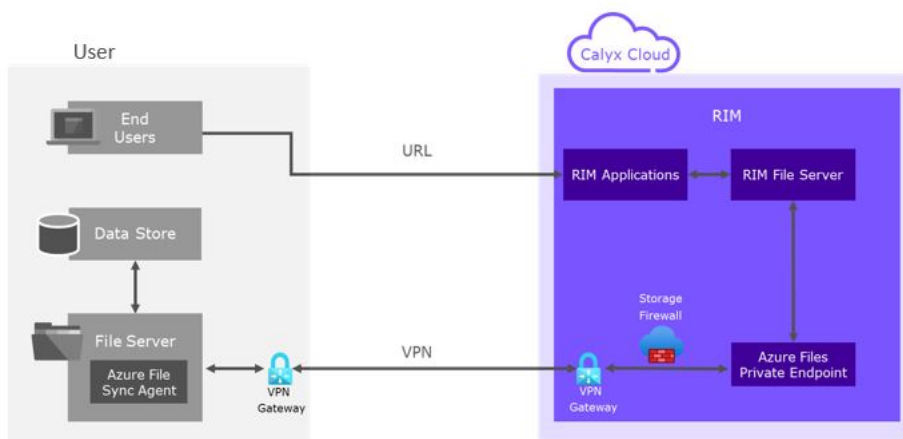 User
Calyx Cloud
End
Users
URL
RIM
RIM Applications
RIM File Server
Data Store
File Server
Azure File
Sync Agent
VPN
Gateway
VPN
VPN
Gateway
Storage
Firewall
Azure Files
Private Endpoint